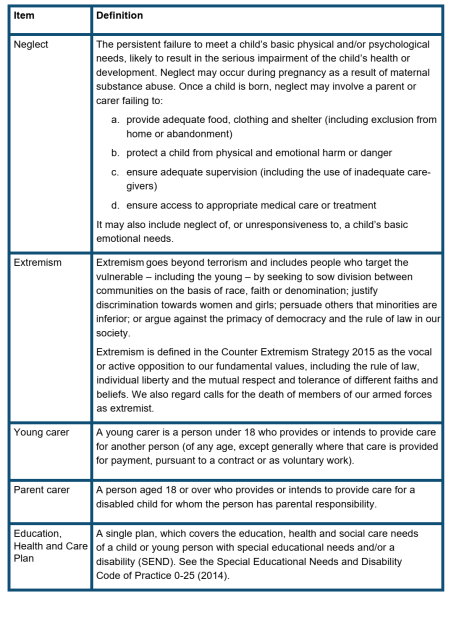 Item
Definition
Neglect
The persistent failure to meet a child's basic physical and/or psychological
needs, likely to result in the serious impairment of the child's health or
development. Neglect may occur during pregnancy as a result of maternal
substance abuse. Once a child is born, neglect may involve a parent or
carer failing to:
a. provide adequate food, clothing and shelter (including exclusion from
home or abandonment)
b. protect a child from physical and emotional harm or danger
c. ensure adequate supervision (including the use of inadequate care-
givers)
d. ensure access to appropriate medical care or treatment
It may also include neglect of, or unresponsiveness to, a child's basic
emotional needs.
Extremism
Extremism goes beyond terrorism and includes people who target the
vulnerable – including the young – by seeking to sow division between
communities on the basis of race, faith or denomination; justify
discrimination towards women and girls; persuade others that minorities are
inferior; or argue against the primacy of democracy and the rule of law in our
society.
Extremism is defined in the Counter Extremism Strategy 2015 as the vocal
or active opposition to our fundamental values, including the rule of law,
individual liberty and the mutual respect and tolerance of different faiths and
beliefs. We also regard calls for the death of members of our armed forces
as extremist.
Young carer
A young carer is a person under 18 who provides or intends to provide care
for another person (of any age, except generally where that care is provided
for payment, pursuant to a contract or as voluntary work).
Parent carer
A person aged 18 or over who provides or intends to provide care for a
disabled child for whom the person has parental responsibility.
Education,
Health and Care
Plan
A single plan, which covers the education, health and social care needs
of a child or young person with special educational needs and/or a
disability (SEND). See the Special Educational Needs and Disability
Code of Practice 0-25 (2014).